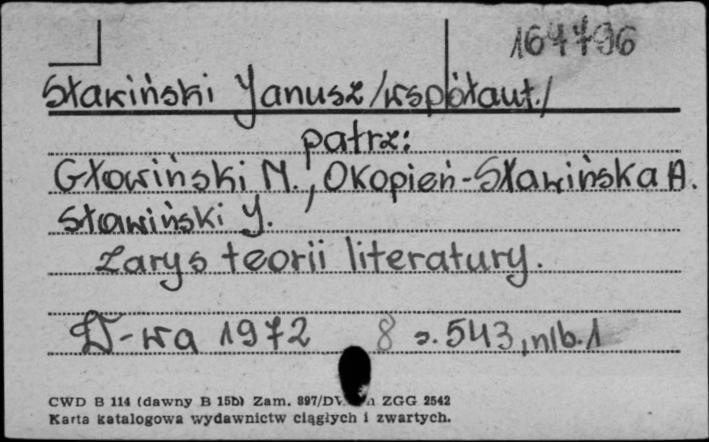 164796
Sławiński Janusz /współaut./
patrz:
Głowiński M., Okopień-Sławińska A.
Sławiński J.
Zarys teorii literatury.
W-wa 1972 8 s. 543, nlb. 1
CWD B 114 (dawny B 15b) Zam. 897/DV ZGG 2542
Karta katalogowa wydawnictw ciągłych i zwartych.